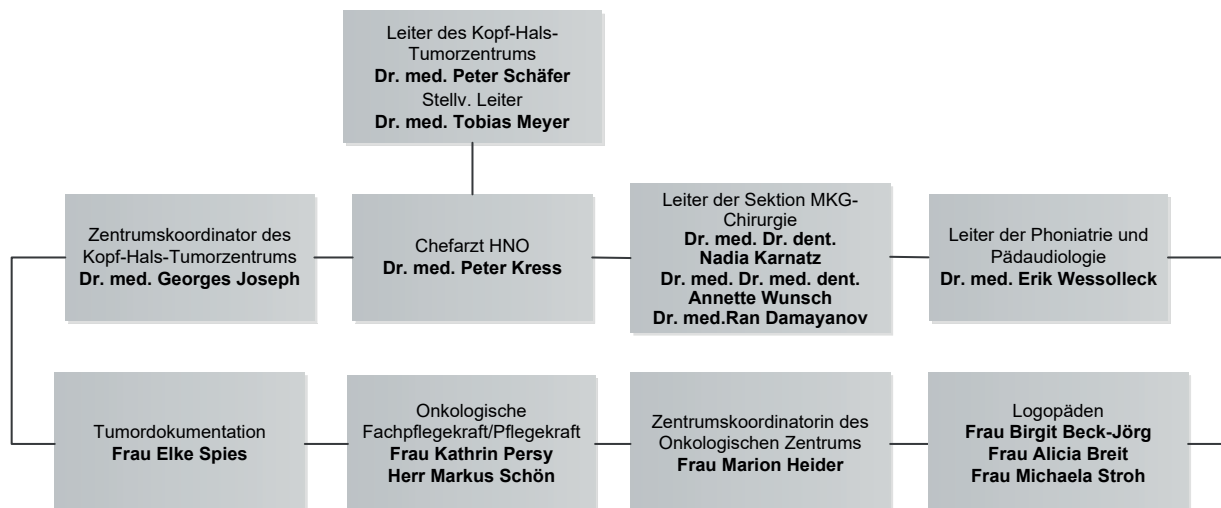 Leiter des Kopf-Hals-
Tumorzentrums
Dr. med. Peter Schäfer
Stellv. Leiter
Dr. med. Tobias Meyer
Zentrumskoordinator des
Kopf-Hals-Tumorzentrums
Dr. med. Georges Joseph
Chefarzt HNO
Dr. med. Peter Kress
Leiter der Sektion MKG-
Chirurgie
Dr. med. Dr. dent.
Nadia Karnatz
Dr. med. Dr. med. dent.
Annette Wunsch
Dr. med.Ran Damayanov
Leiter der Phoniatrie und
Pädaudiologie
Dr. med. Erik Wessolleck
Tumordokumentation
Frau Elke Spies
Onkologische
Fachpflegekraft/Pflegekraft
Frau Kathrin Persy
Herr Markus Schön
Zentrumskoordinatorin des
Onkologischen Zentrums
Frau Marion Heider
Logopäden
Frau Birgit Beck-Jörg
Frau Alicia Breit
Frau Michaela Stroh